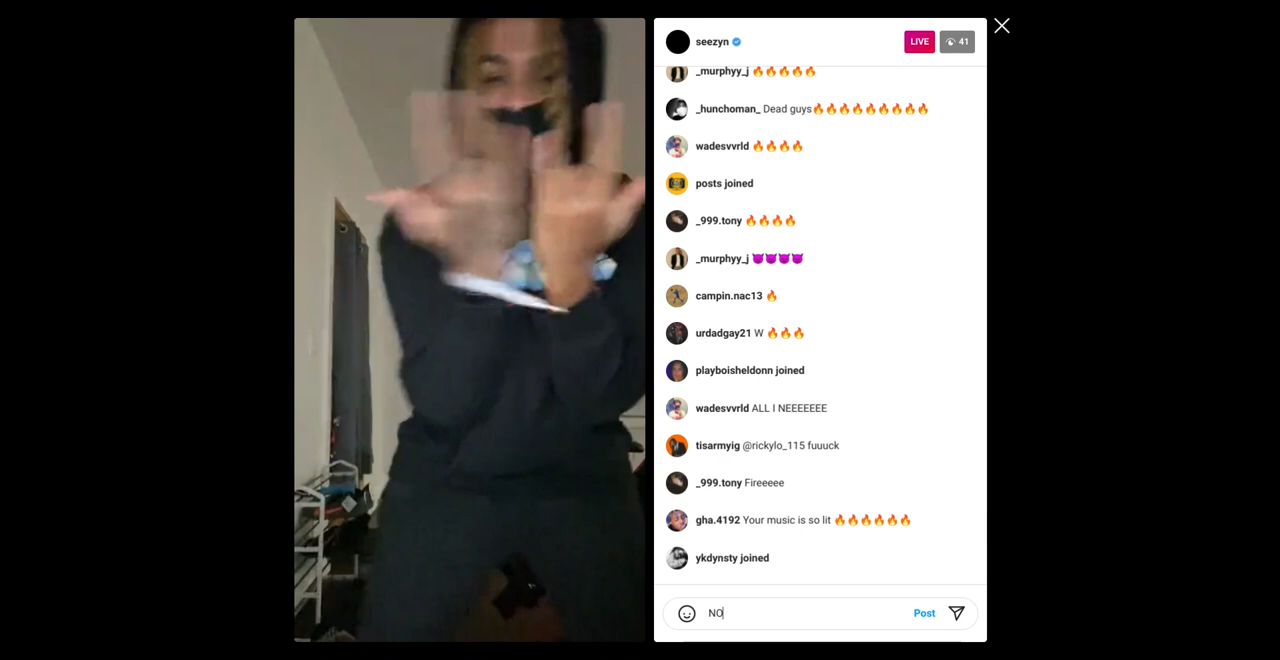 seezyn LIVE 41
_murphyy_j 🔥🔥🔥🔥🔥
_hunchoman_ Dead guys🔥🔥🔥🔥🔥🔥🔥🔥🔥
wadesvvrld 🔥🔥🔥🔥
posts joined
_999.tony 🔥🔥🔥🔥
_murphyy_j 😈😈😈😈
campin.nac13 🔥
urdadgay21 W 🔥🔥🔥
playboisheldonn joined
wadesvvrld ALL I NEEEEEEE
tisarmyig @rickylo_115 fuuuck
_999.tony Fireeeee
gha.4192 Your music is so lit 🔥🔥🔥🔥🔥🔥
ykdynsty joined
NO Post